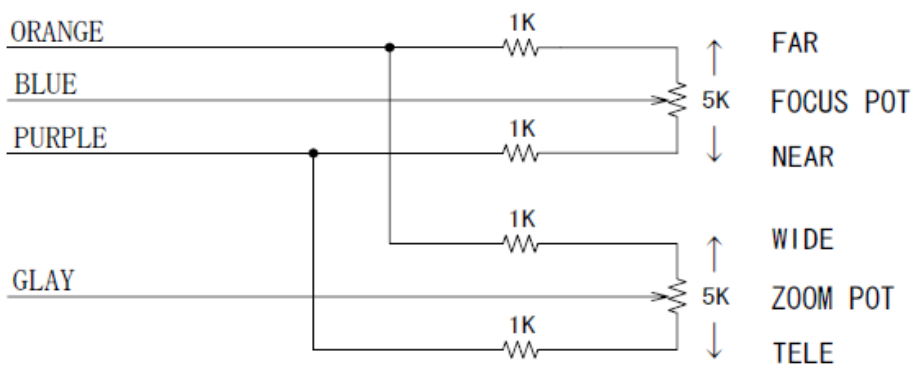 ORANGE
1K
FAR
BLUE
5K
FOCUS POT
PURPLE
1K
NEAR
1K
WIDE
GLAY
5K
ZOOM POT
1K
TELE